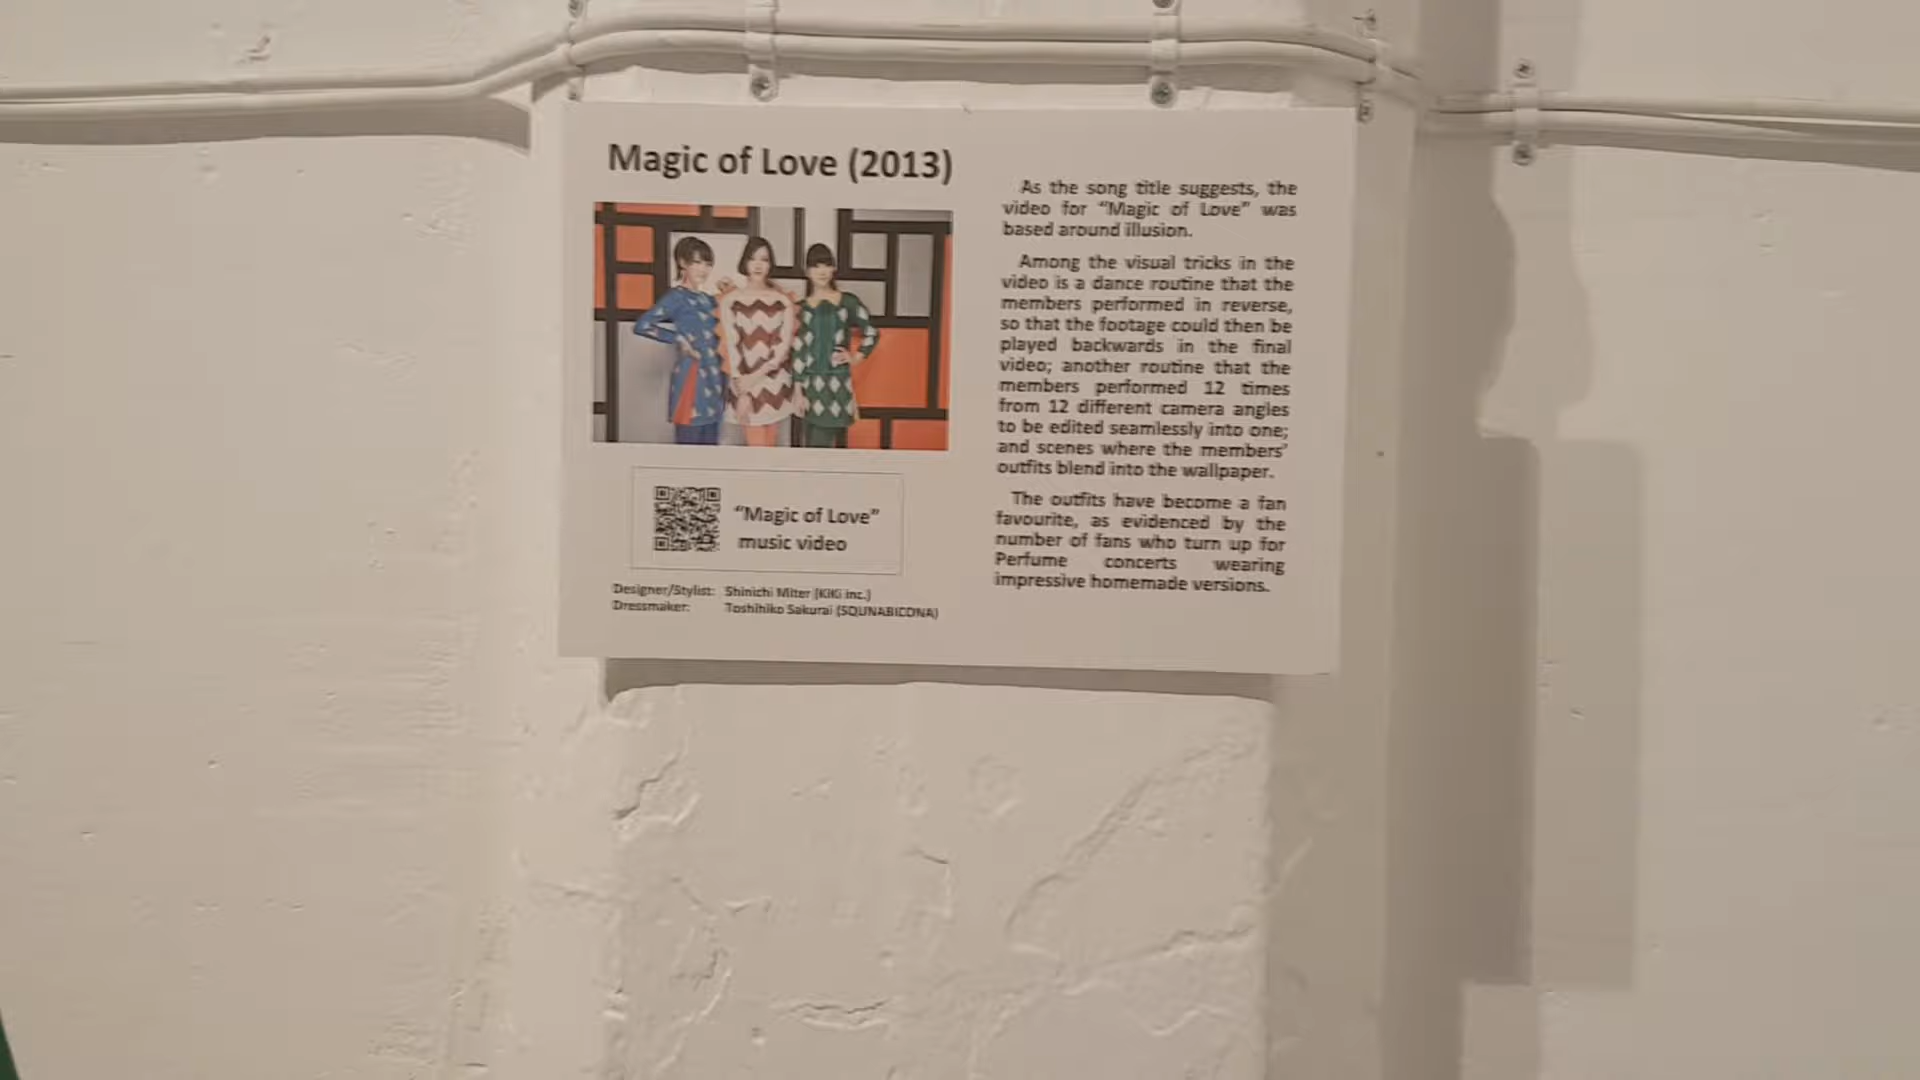 Magic of Love (2013)
"Magic of Love"
music video
Designer/Stylist: Shinichi Miter (KiKi inc.)
Dressmaker: Toshihiko Sakurai (SQUNABICONA)
As the song title suggests, the
video for "Magic of Love" was
based around illusion.
Among the visual tricks in the
video is a dance routine that the
members performed in reverse,
so that the footage could then be
played backwards in the final
video; another routine that the
members performed 12 times
from 12 different camera angles
to be edited seamlessly into one;
and scenes where the members'
outfits blend into the wallpaper.
The outfits have become a fan
favourite, as evidenced by the
number of fans who turn up for
Perfume concerts wearing
impressive homemade versions.